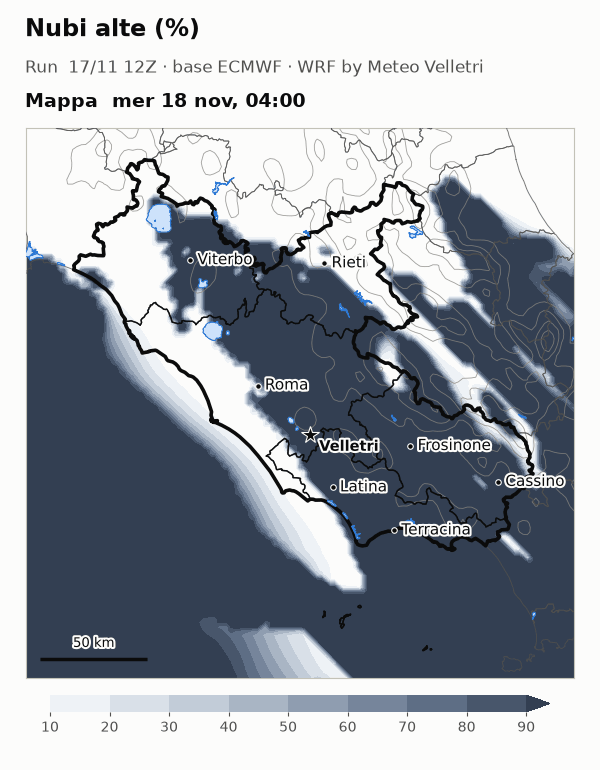 Nubi alte (%)
Run  17/11 12Z · base ECMWF · WRF by Meteo Velletri
Mappa  mer 18 nov, 04:00
Viterbo
Rieti
Roma
Velletri
Frosinone
Cassino
Latina
Terracina
50 km
10 20 30 40 50 60 70 80 90